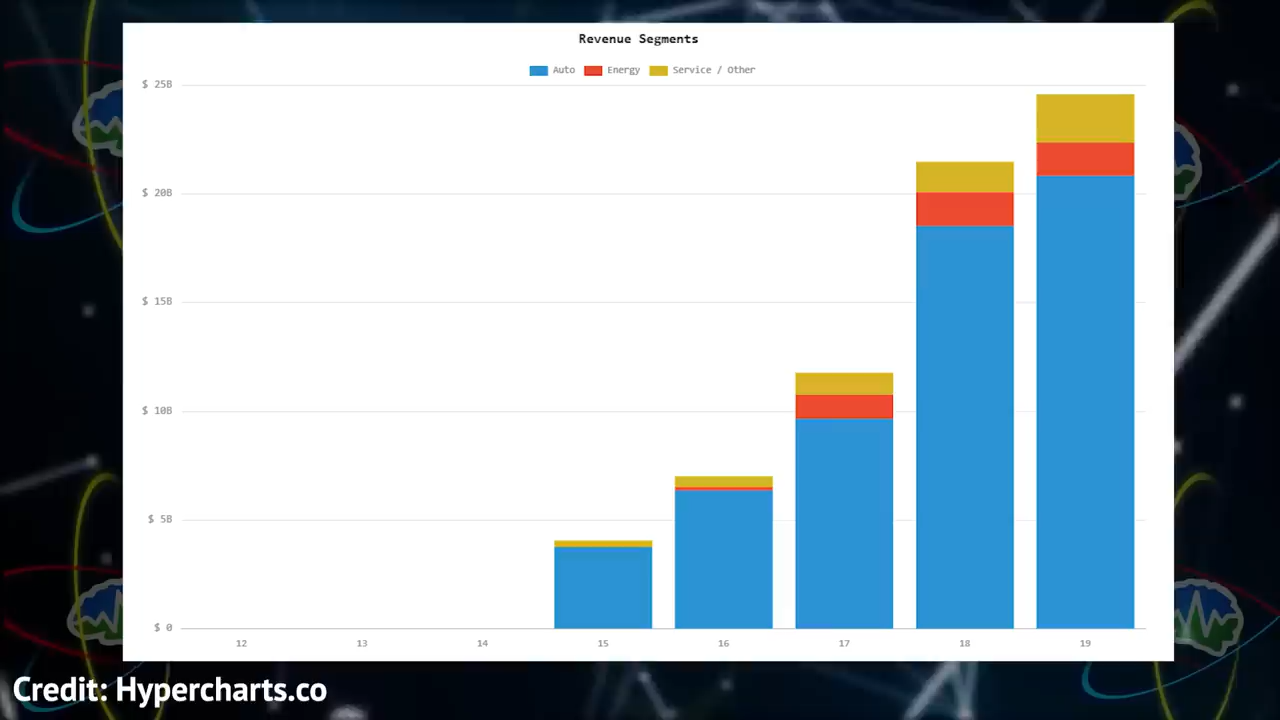 Revenue Segments
Auto Energy Service / Other
$ 25B
$ 20B
$ 15B
$ 10B
$ 5B
$ 0
12 13 14 15 16 17 18 19
Credit: Hypercharts.co